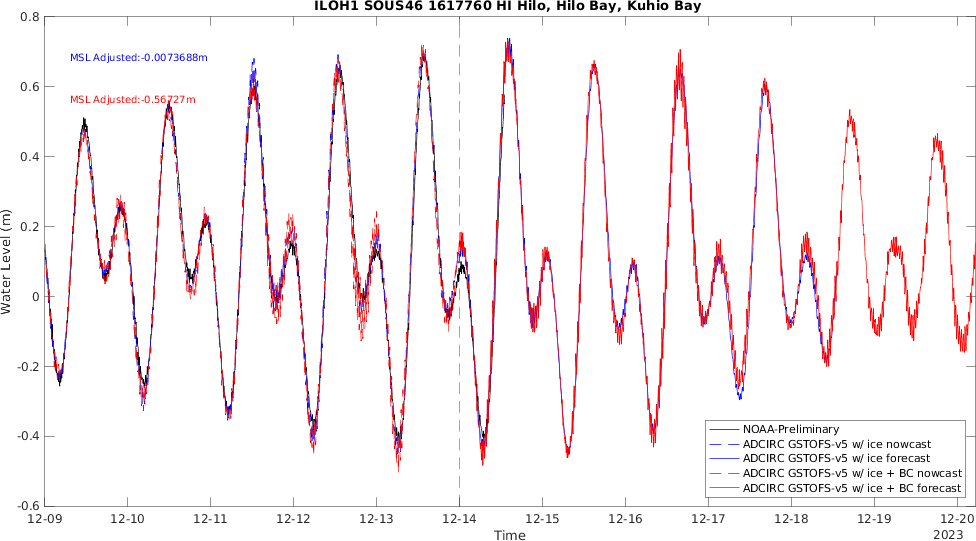 ILOH1 SOUS46 1617760 HI Hilo, Hilo Bay, Kuhio Bay
0.8
0.6
0.4
0.2
0
-0.2
-0.4
-0.6
Water Level (m)
MSL Adjusted:-0.0073688m
MSL Adjusted:-0.56727m
NOAA-Preliminary
ADCIRC GSTOFS-v5 w/ ice nowcast
ADCIRC GSTOFS-v5 w/ ice forecast
ADCIRC GSTOFS-v5 w/ ice + BC nowcast
ADCIRC GSTOFS-v5 w/ ice + BC forecast
12-09 12-10 12-11 12-12 12-13 12-14 12-15 12-16 12-17 12-18 12-19 12-20
Time 2023